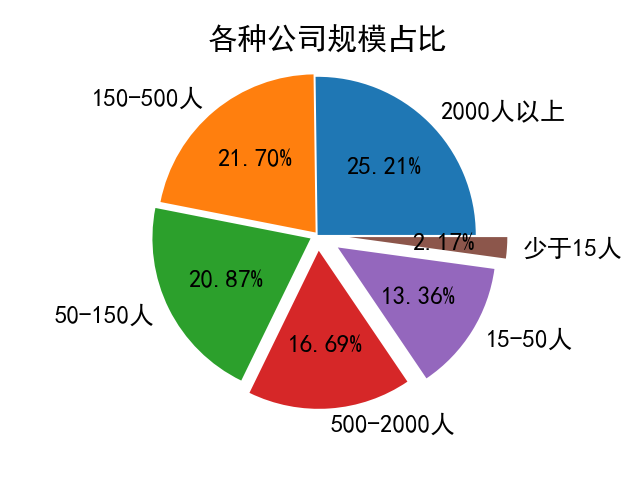 各种公司规模占比
150-500人
2000人以上
21.70%
25.21%
2.17%
少于15人
20.87%
13.36%
50-150人
16.69%
15-50人
500-2000人